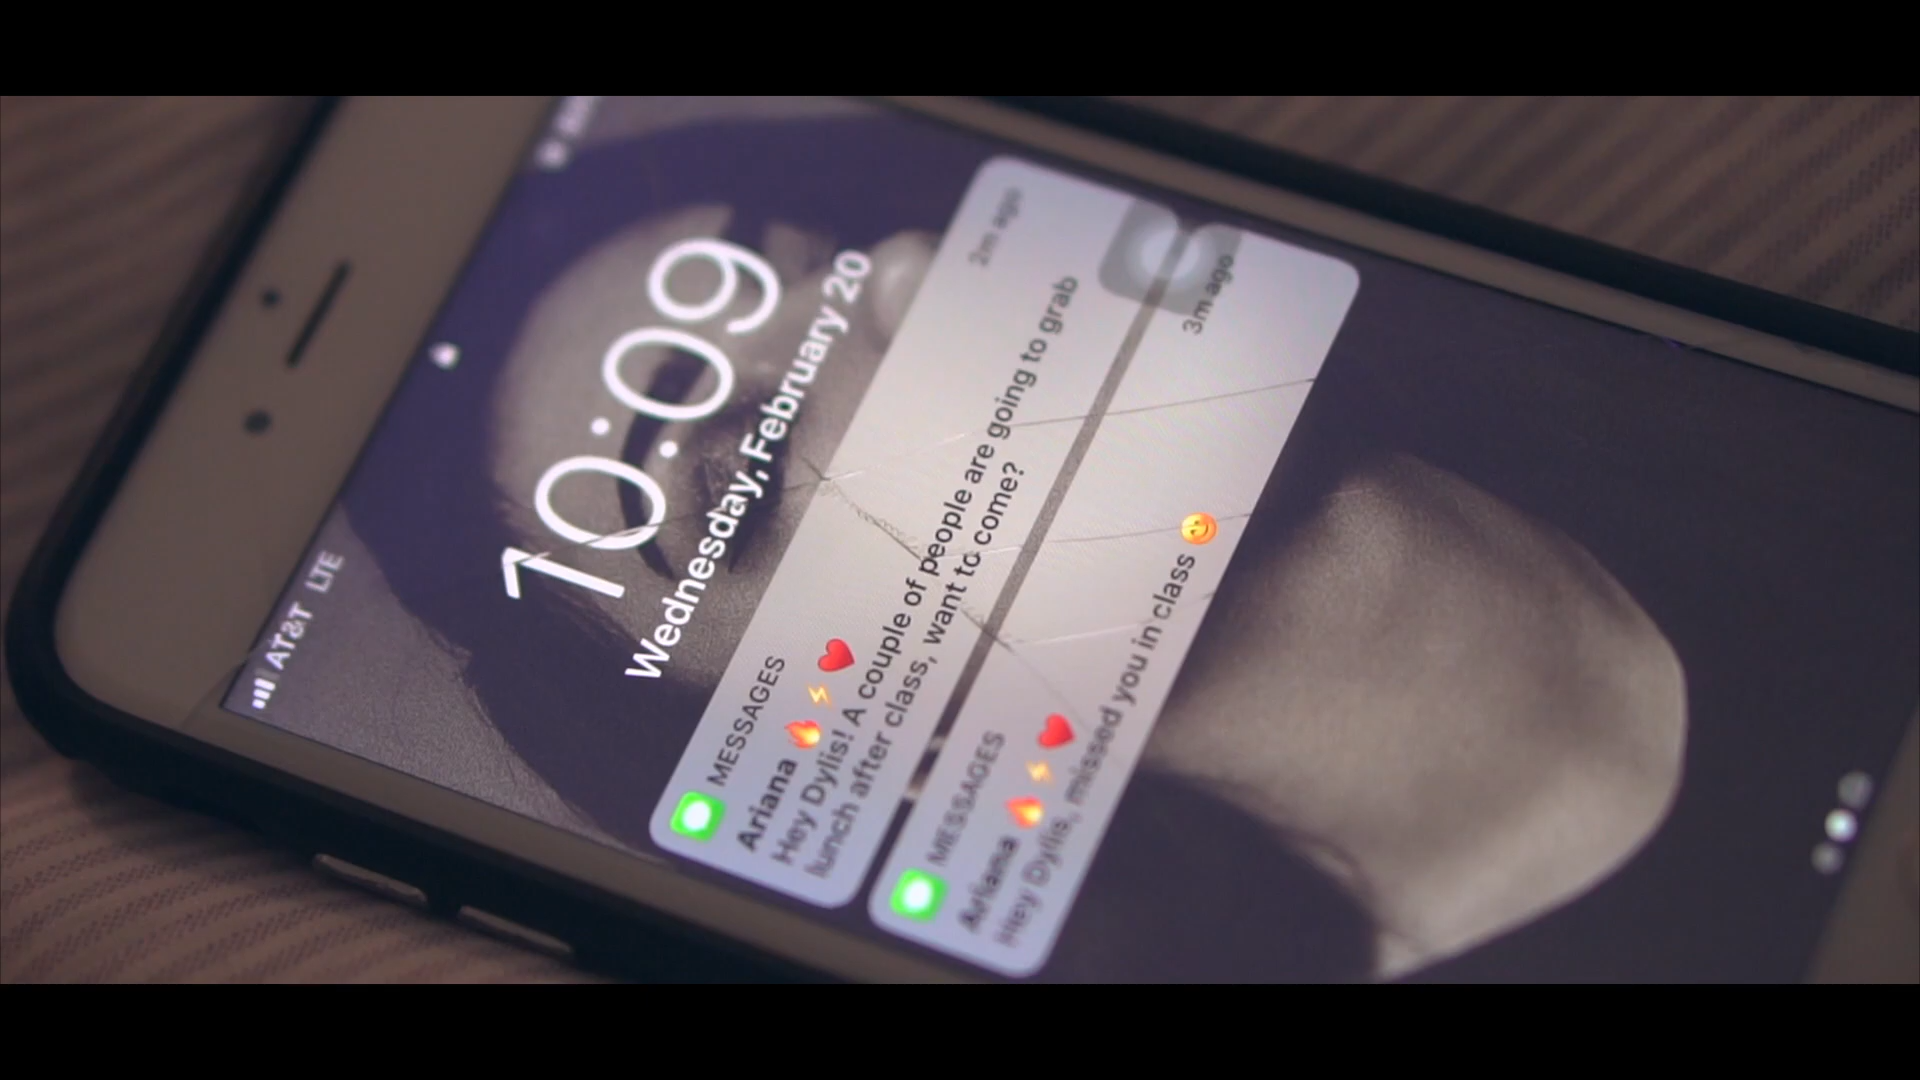 AT&T LTE
10:09
Wednesday, February 20
MESSAGES 2m ago
Ariana 🔥⚡❤️
Hey Dylis! A couple of people are going to grab
lunch after class, want to come?
MESSAGES 3m ago
Ariana 🔥⚡❤️
Hey Dylis, missed you in class 😊